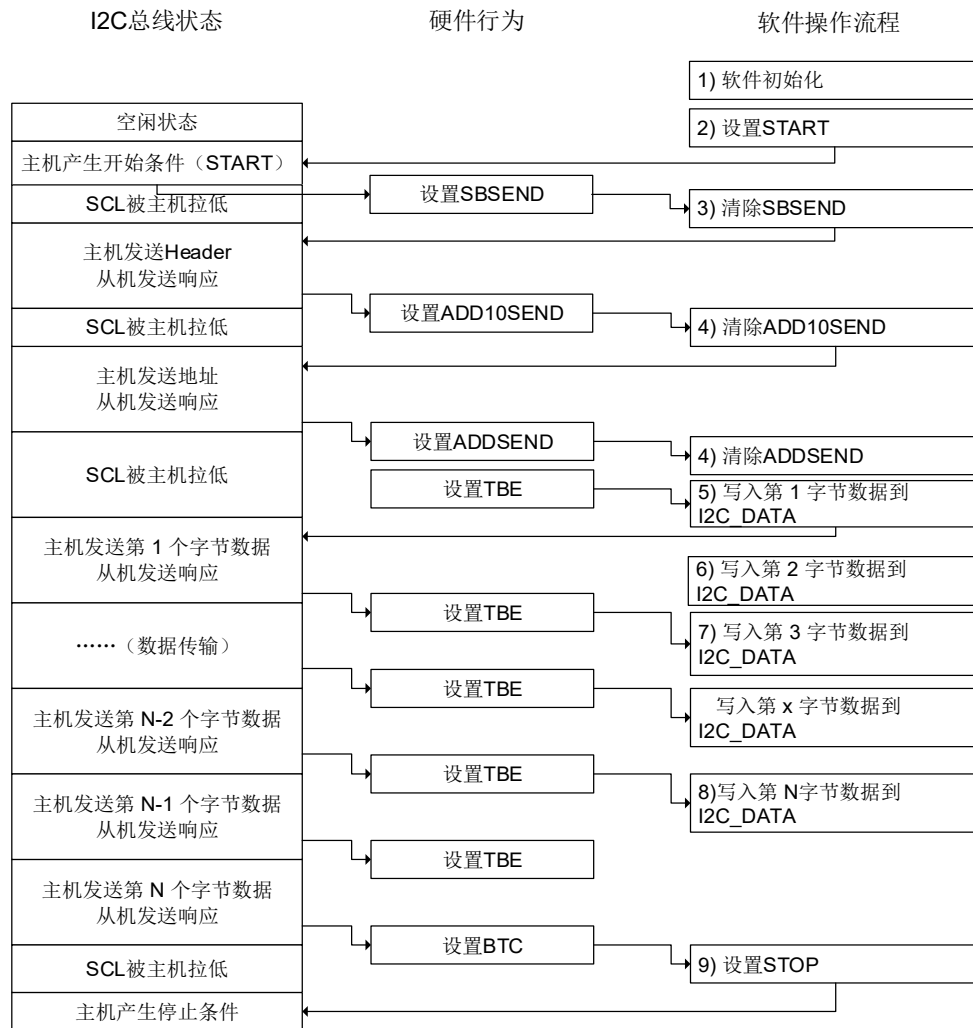 I2C总线状态
硬件行为
软件操作流程
1) 软件初始化
空闲状态
2) 设置START
主机产生开始条件（START）
SCL被主机拉低
设置SBSEND
3) 清除SBSEND
主机发送Header
从机发送响应
设置ADD10SEND
SCL被主机拉低
4) 清除ADD10SEND
主机发送地址
从机发送响应
设置ADDSEND
4) 清除ADDSEND
SCL被主机拉低
设置TBE
5) 写入第 1 字节数据到
I2C_DATA
主机发送第 1 个字节数据
从机发送响应
6) 写入第 2 字节数据到
I2C_DATA
设置TBE
7) 写入第 3 字节数据到
I2C_DATA
……（数据传输）
设置TBE
写入第 x 字节数据到
I2C_DATA
主机发送第 N-2 个字节数据
从机发送响应
设置TBE
8)写入第 N字节数据到
I2C_DATA
主机发送第 N-1 个字节数据
从机发送响应
设置TBE
主机发送第 N 个字节数据
从机发送响应
设置BTC
SCL被主机拉低
9) 设置STOP
主机产生停止条件